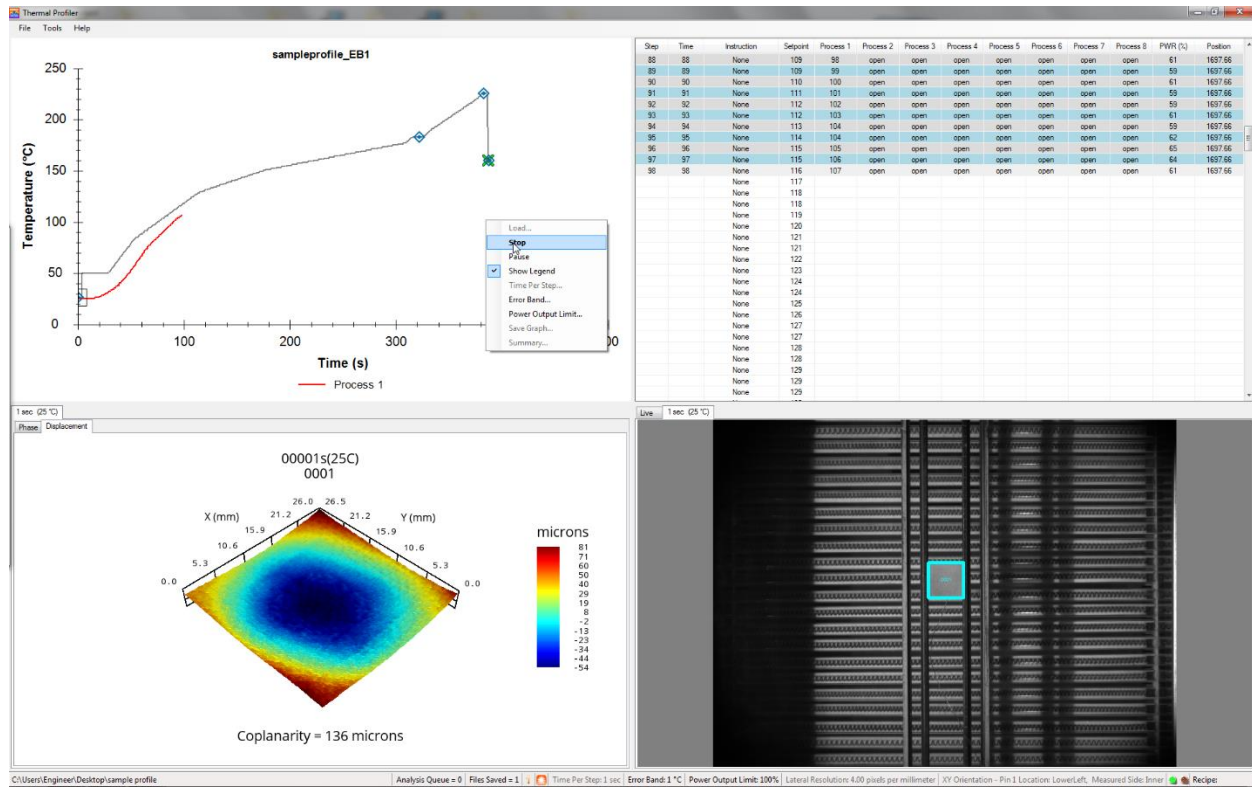 Thermal Profiler
File Tools Help
sampleprofile_EB1
Temperature (°C)
250
200
150
100
50
0
0 100 200 300 00
Time (s)
Process 1
Load...
Stop
Pause
Show Legend
Time Per Step...
Error Band...
Power Output Limit...
Save Graph...
Summary...
Step Time Instruction Setpoint Process 1 Process 2 Process 3 Process 4 Process 5 Process 6 Process 7 Process 8 PWR (%) Position
88 88 None 109 98 open open open open open open open 61 1697.66
89 89 None 109 99 open open open open open open open 59 1697.66
90 90 None 110 100 open open open open open open open 61 1697.66
91 91 None 111 101 open open open open open open open 59 1697.66
92 92 None 112 102 open open open open open open open 59 1697.66
93 93 None 112 103 open open open open open open open 61 1697.66
94 94 None 113 104 open open open open open open open 59 1697.66
95 95 None 114 104 open open open open open open open 62 1697.66
96 96 None 115 105 open open open open open open open 65 1697.66
97 97 None 115 106 open open open open open open open 64 1697.66
98 98 None 116 107 open open open open open open open 61 1697.66
None 117
None 118
None 118
None 119
None 120
None 121
None 121
None 122
None 123
None 124
None 124
None 125
None 126
None 127
None 127
None 128
None 128
None 129
None 129
None 129
1 sec (25 °C)
Phase Displacement
00001s(25C)
0001
26.0 26.5
X (mm) 21.2 21.2 Y (mm)
15.9 15.9
10.6 10.6
5.3 5.3
0.0 0.0
microns
81
71
60
50
40
29
19
8
-2
-13
-23
-34
-44
-54
Coplanarity = 136 microns
Live 1 sec (25 °C)
C:\Users\Engineer\Desktop\sample profile Analysis Queue = 0 Files Saved = 1 Time Per Step: 1 sec Error Band: 1 °C Power Output Limit: 100% Lateral Resolution: 4.00 pixels per millimeter XY Orientation - Pin 1 Location: LowerLeft, Measured Side: Inner Recipe: